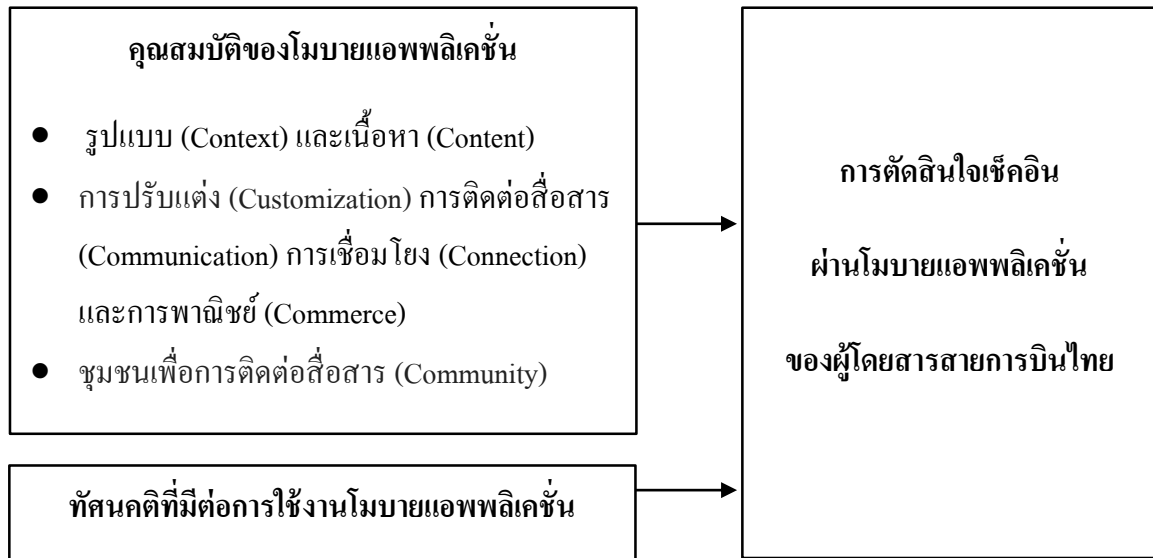 คุณสมบัติของโมบายแอพพลิเคชั่น
● รูปแบบ (Context) และเนื้อหา (Content)
● การปรับแต่ง (Customization) การติดต่อสื่อสาร
(Communication) การเชื่อมโยง (Connection)
และการพาณิชย์ (Commerce)
● ชุมชนเพื่อการติดต่อสื่อสาร (Community)
ทัศนคติที่มีต่อการใช้งานโมบายแอพพลิเคชั่น
การตัดสินใจเช็คอิน
ผ่านโมบายแอพพลิเคชั่น
ของผู้โดยสารสายการบินไทย